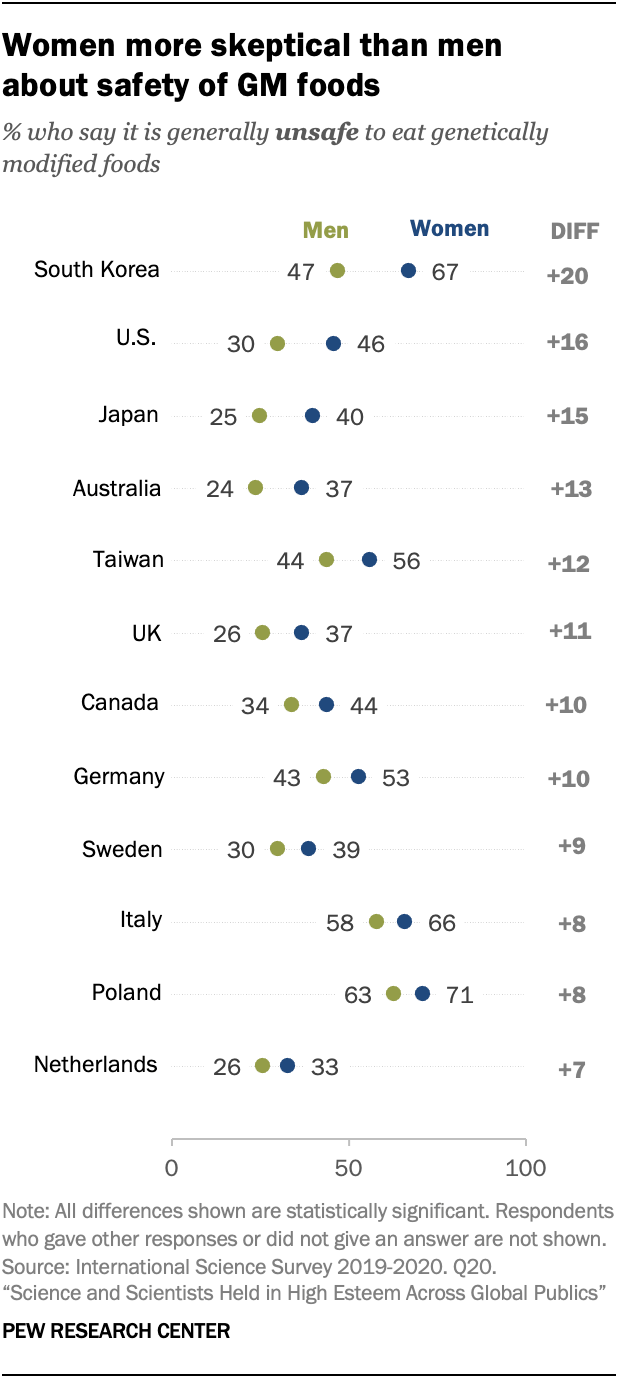 Women more skeptical than men
about safety of GM foods
% who say it is generally unsafe to eat genetically
modified foods
Men Women DIFF
South Korea 47 67 +20
U.S. 30 46 +16
Japan 25 40 +15
Australia 24 37 +13
Taiwan 44 56 +12
UK 26 37 +11
Canada 34 44 +10
Germany 43 53 +10
Sweden 30 39 +9
Italy 58 66 +8
Poland 63 71 +8
Netherlands 26 33 +7
0 50 100
Note: All differences shown are statistically significant. Respondents
who gave other responses or did not give an answer are not shown.
Source: International Science Survey 2019-2020. Q20.
“Science and Scientists Held in High Esteem Across Global Publics”
PEW RESEARCH CENTER